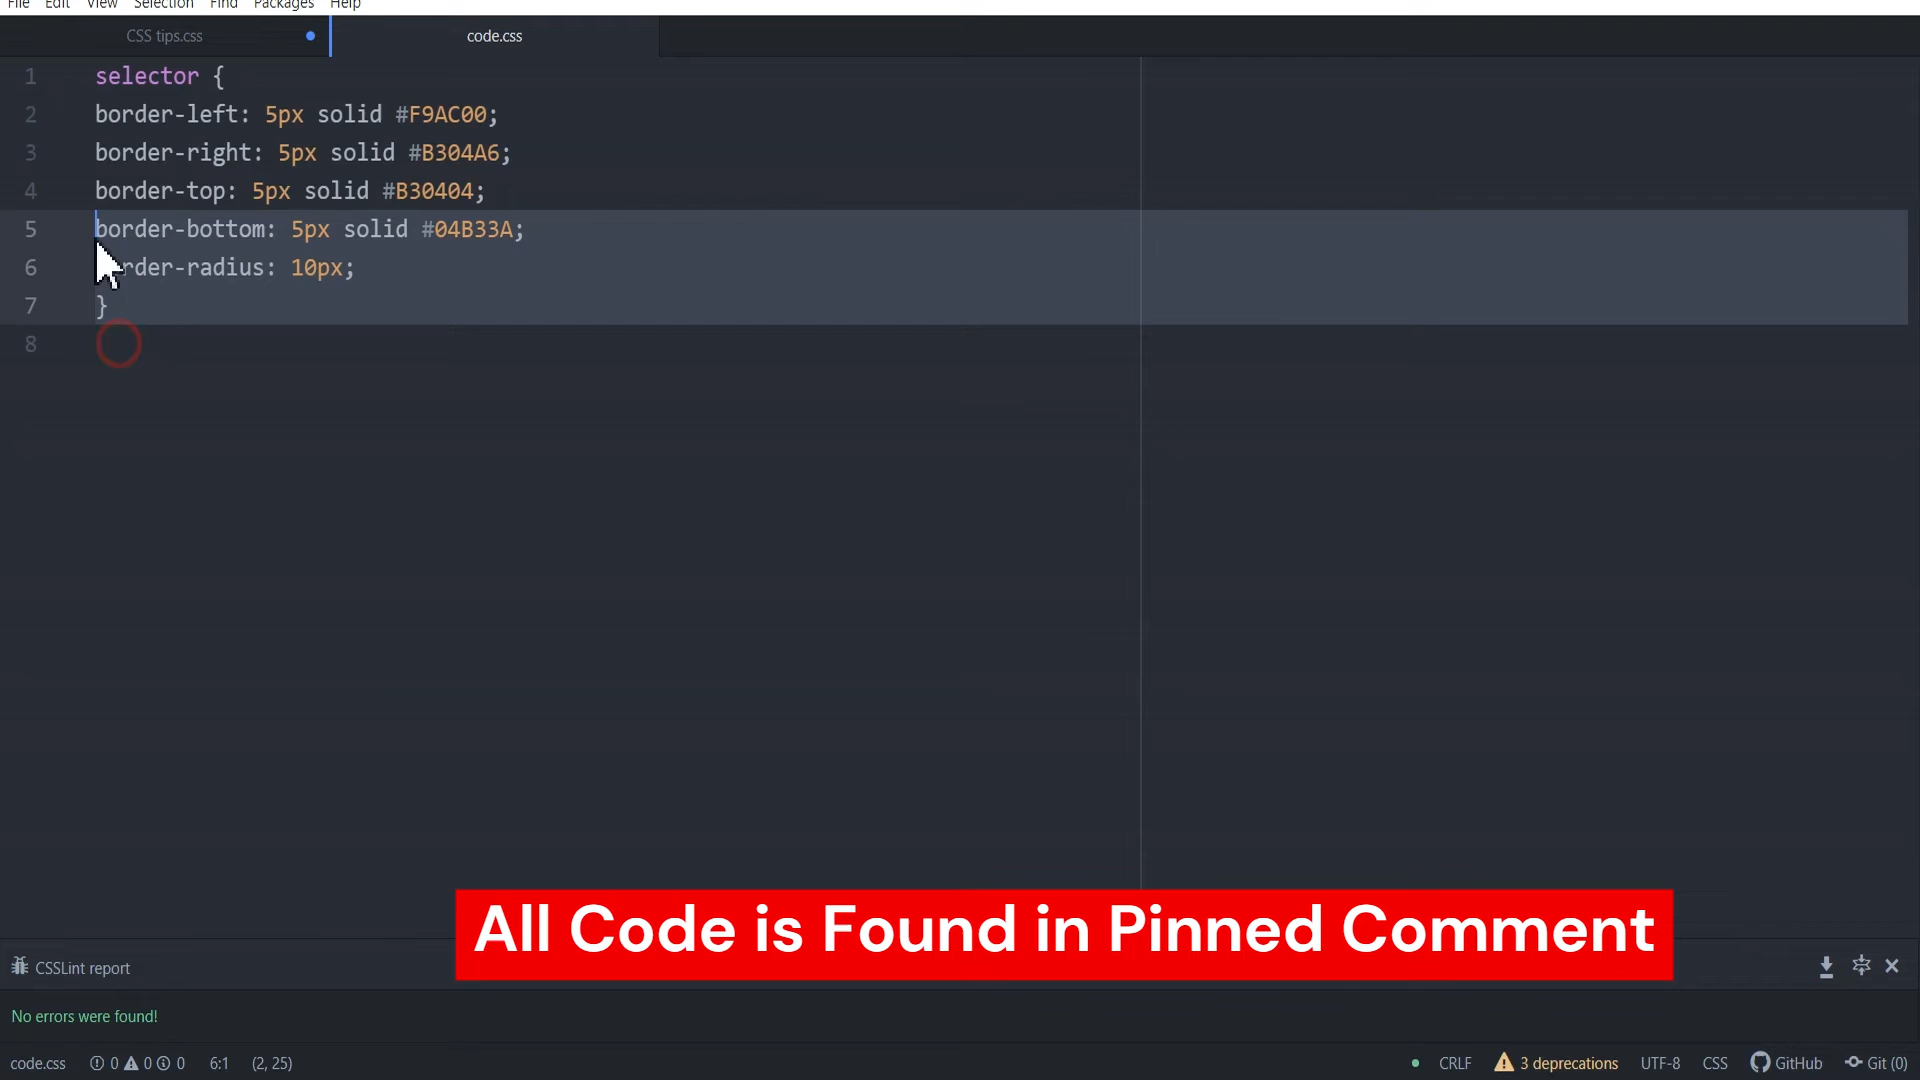 File Edit View Selection Find Packages Help
CSS tips.css code.css
1 selector {
2 border-left: 5px solid #F9AC00;
3 border-right: 5px solid #B304A6;
4 border-top: 5px solid #B30404;
5 border-bottom: 5px solid #04B33A;
6 rder-radius: 10px;
7 }
8
All Code is Found in Pinned Comment
CSSLint report
No errors were found!
code.css 0 0 0 6:1 (2, 25) CRLF 3 deprecations UTF-8 CSS GitHub Git (0)